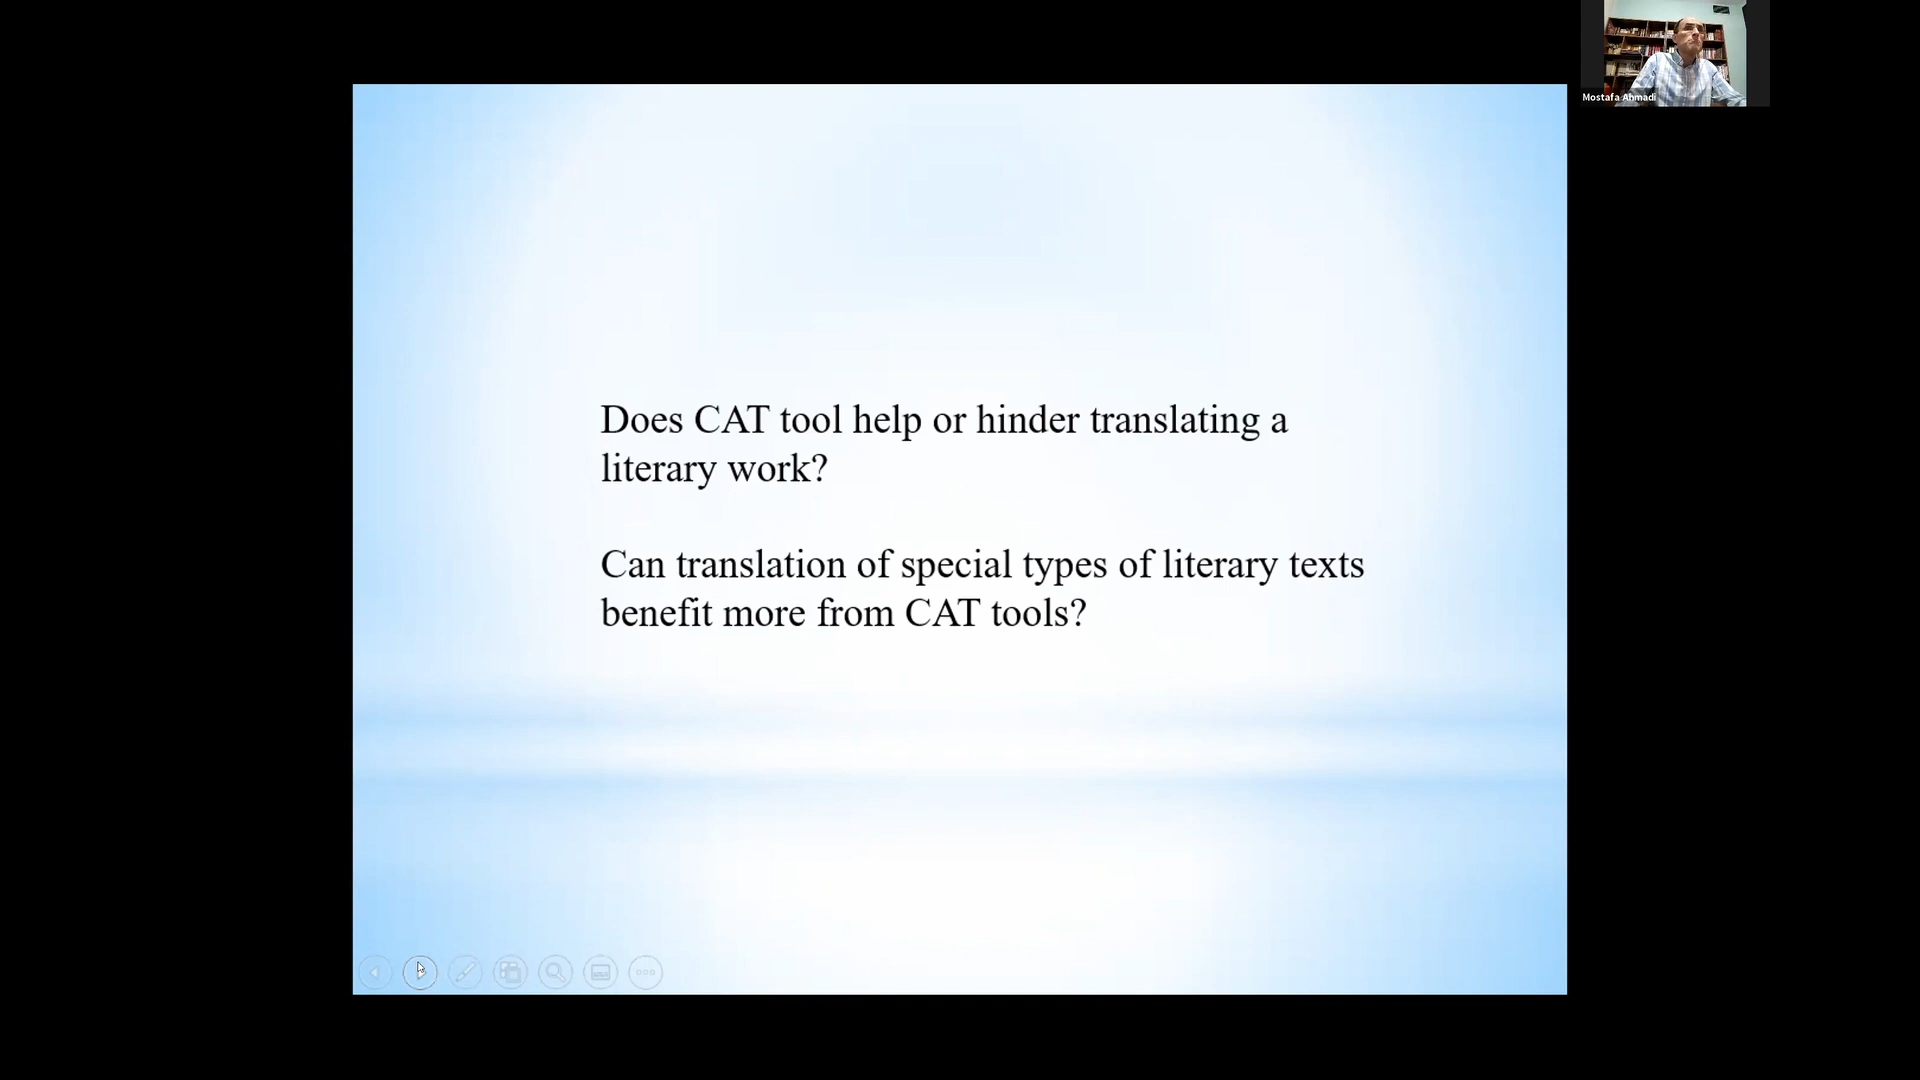 Mostafa Ahmadi
Does CAT tool help or hinder translating a
literary work?
Can translation of special types of literary texts
benefit more from CAT tools?